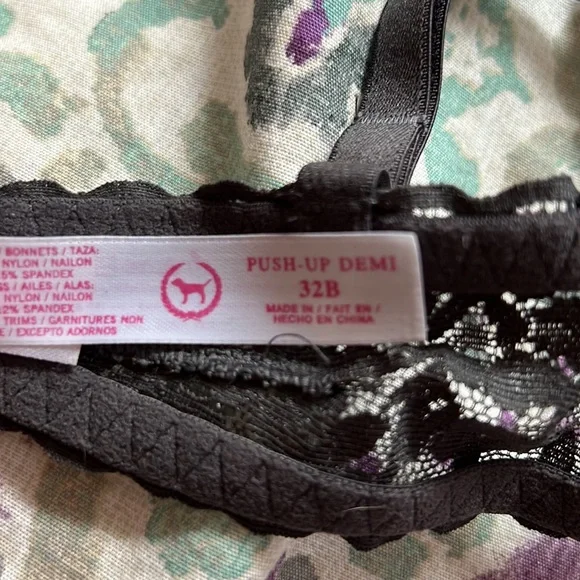 / BONNETS / TAZA:
NYLON / NAILON
5% SPANDEX
SS / AILES / ALAS:
NYLON / NAILON
2% SPANDEX
TRIMS / GARNITURES NON
E / EXCEPTO ADORNOS
PUSH-UP DEMI
32B
MADE IN / FAIT EN /
HECHO EN CHINA